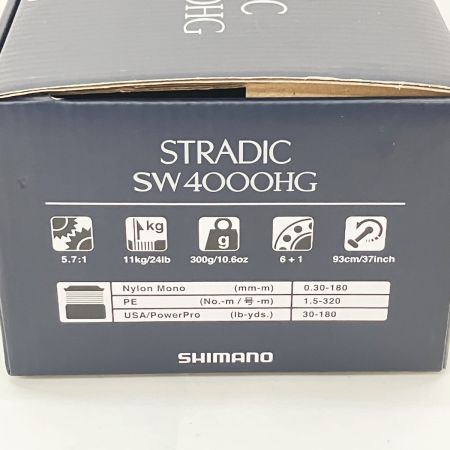 C
OHG
STRADIC
SW4000HG
kg
g
5.7:1
11kg/24lb
300g/10.6oz
6 + 1
93cm/37inch
Nylon Mono (mm-m) 0.30-180
PE (No.-m / 号 -m) 1.5-320
USA/PowerPro (lb-yds.) 30-180
SHIMANO